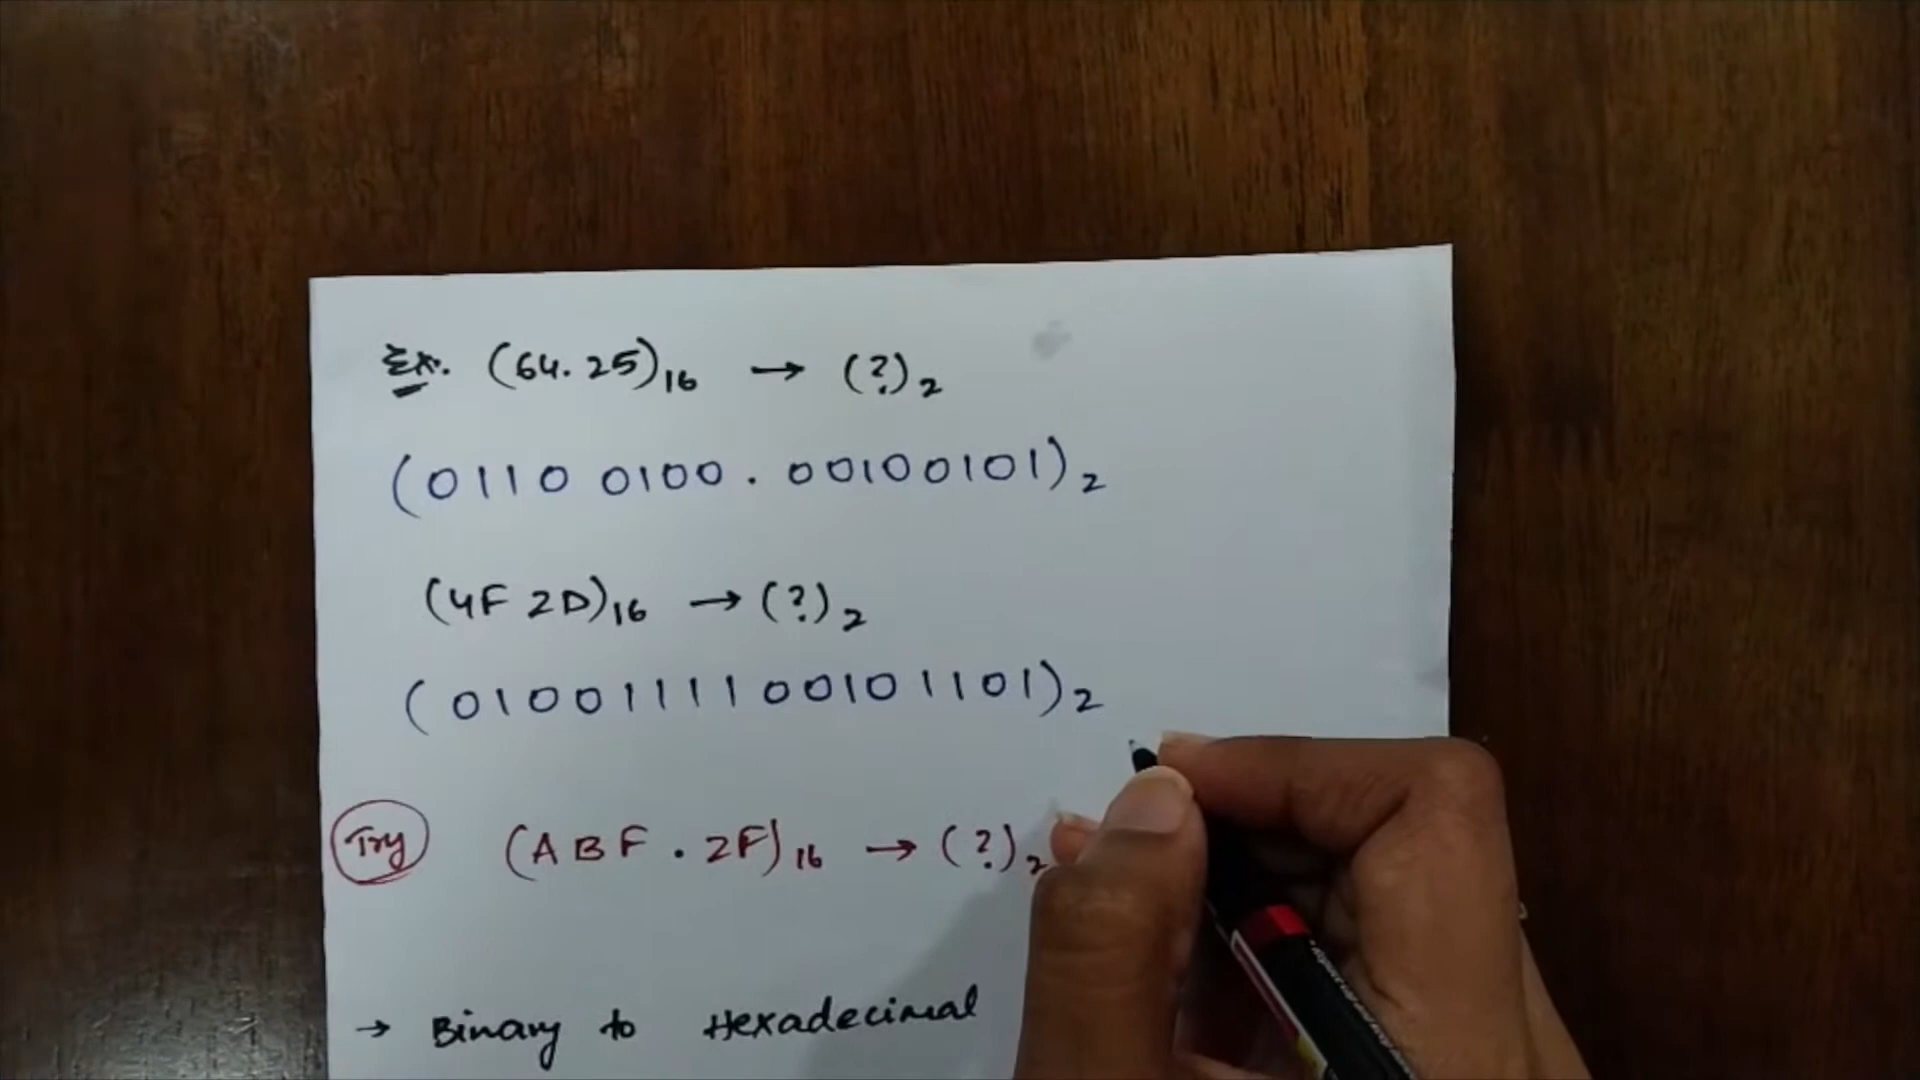 Ex. (64.25)16 → (?)2
(0110 0100 . 00100101)2
(4F 2D)16 → (?)2
(0100111100101101)2
Try (ABF . 2F)16 → (?)2
→ Binary to Hexadecimal